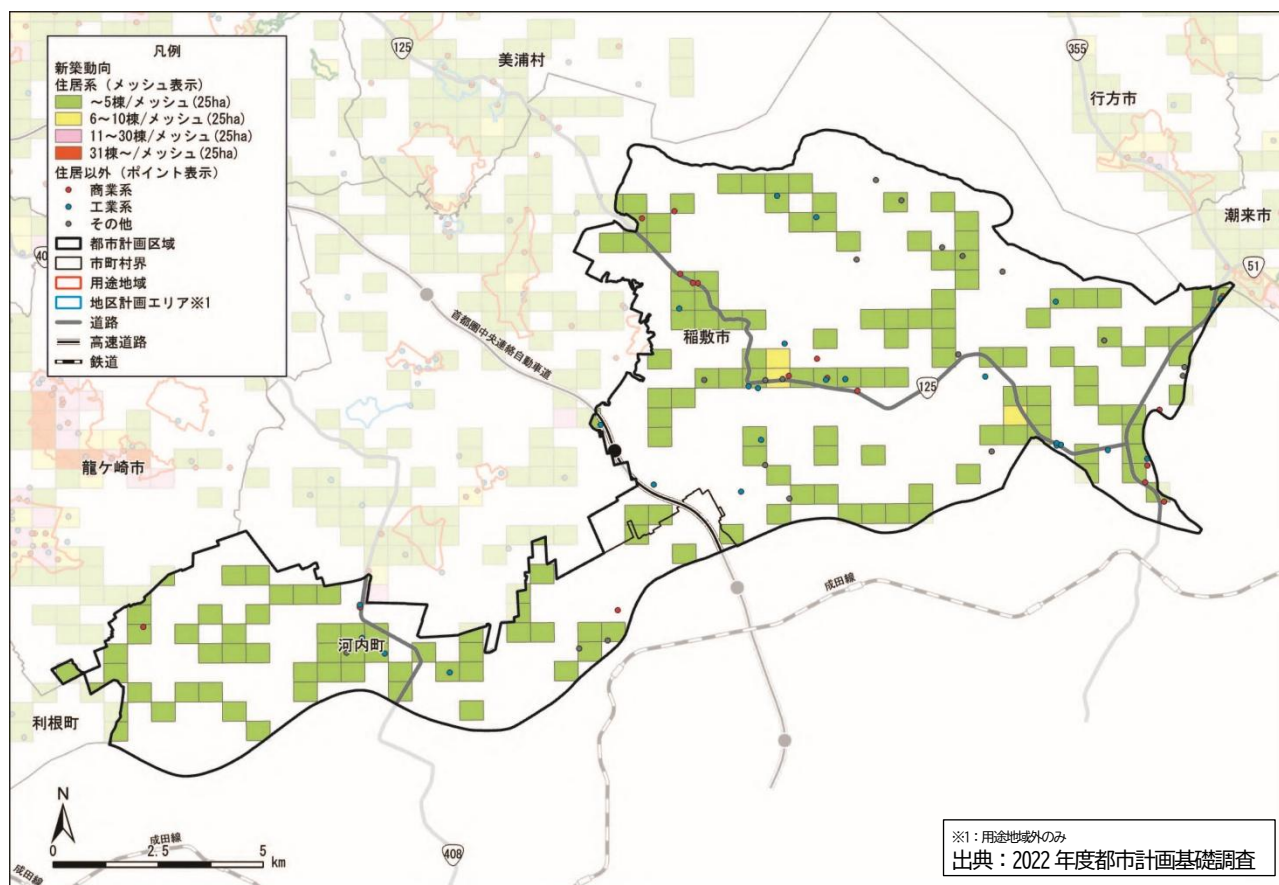 凡例
新築動向
住居系（メッシュ表示）
～5棟/メッシュ(25ha)
6～10棟/メッシュ(25ha)
11～30棟/メッシュ(25ha)
31棟～/メッシュ(25ha)
住居以外（ポイント表示）
商業系
工業系
その他
都市計画区域
市町村界
用途地域
地区計画エリア※1
道路
高速道路
鉄道
125
美浦村
355
行方市
潮来市
51
40
首都圏中央連絡自動車道
稲敷市
125
龍ケ崎市
成田線
河内町
利根町
N
成田線
408
0 2.5 5
km
成田線
※1：用途地域外のみ
出典：2022年度都市計画基礎調査